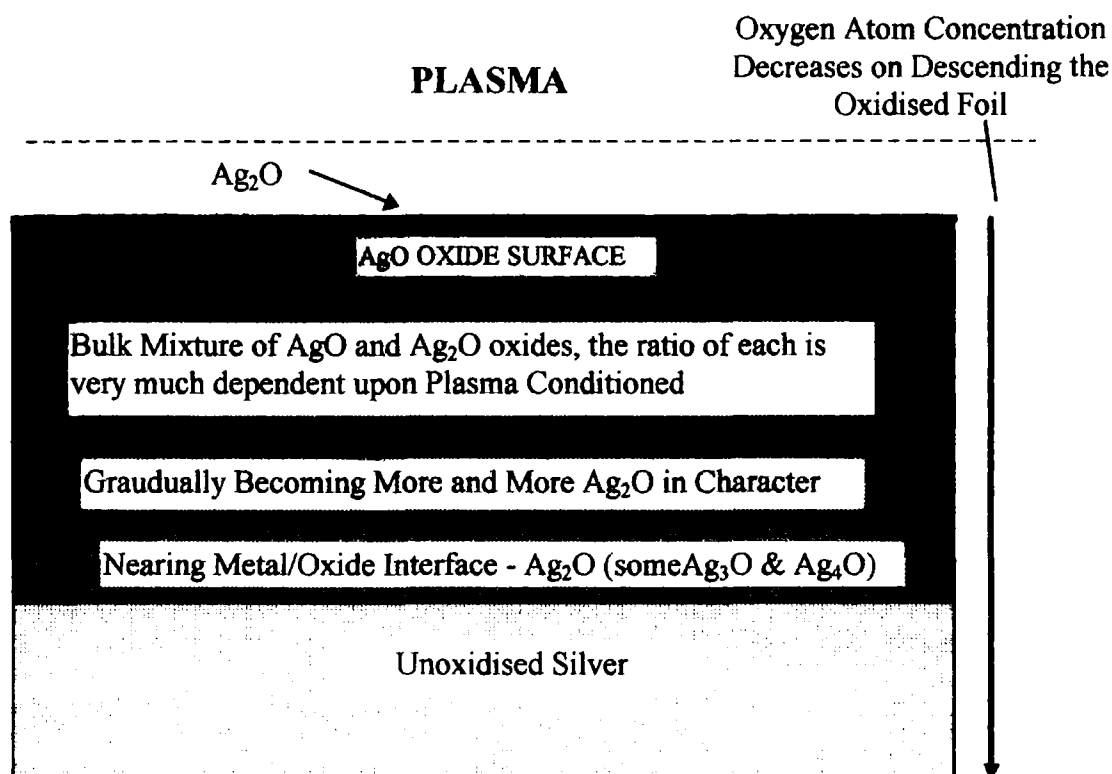 Oxygen Atom Concentration
Decreases on Descending the
Oxidised Foil
PLASMA
Ag₂O
AgO OXIDE SURFACE
Bulk Mixture of AgO and Ag₂O oxides, the ratio of each is
very much dependent upon Plasma Conditioned
Graudually Becoming More and More Ag₂O in Character
Nearing Metal/Oxide Interface - Ag₂O (someAg₃O & Ag₄O)
Unoxidised Silver